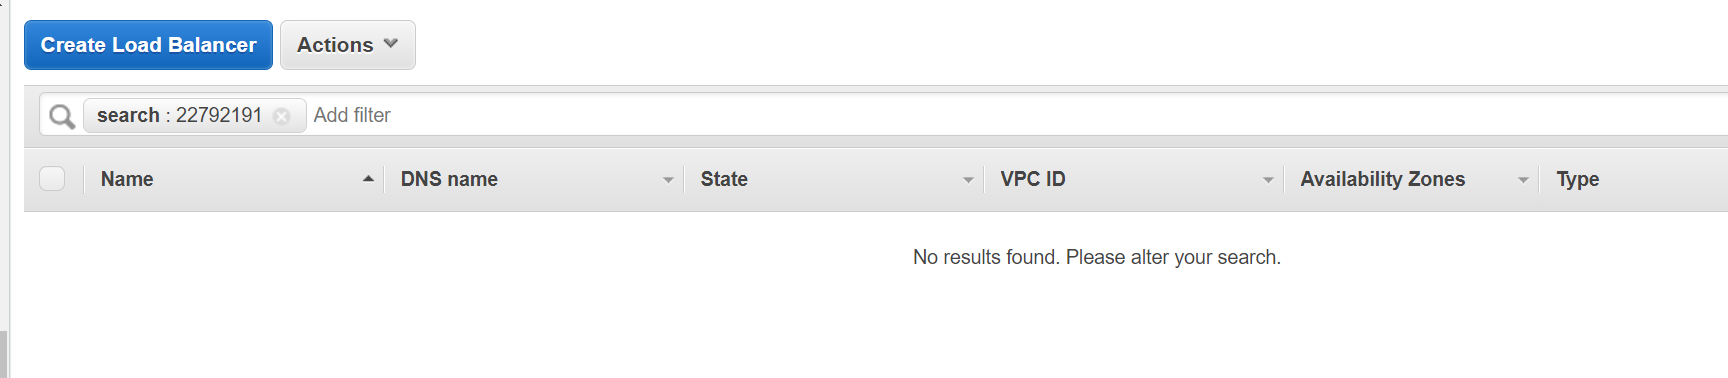 Create Load Balancer Actions
search : 22792191 Add filter
Name DNS name State VPC ID Availability Zones Type
No results found. Please alter your search.